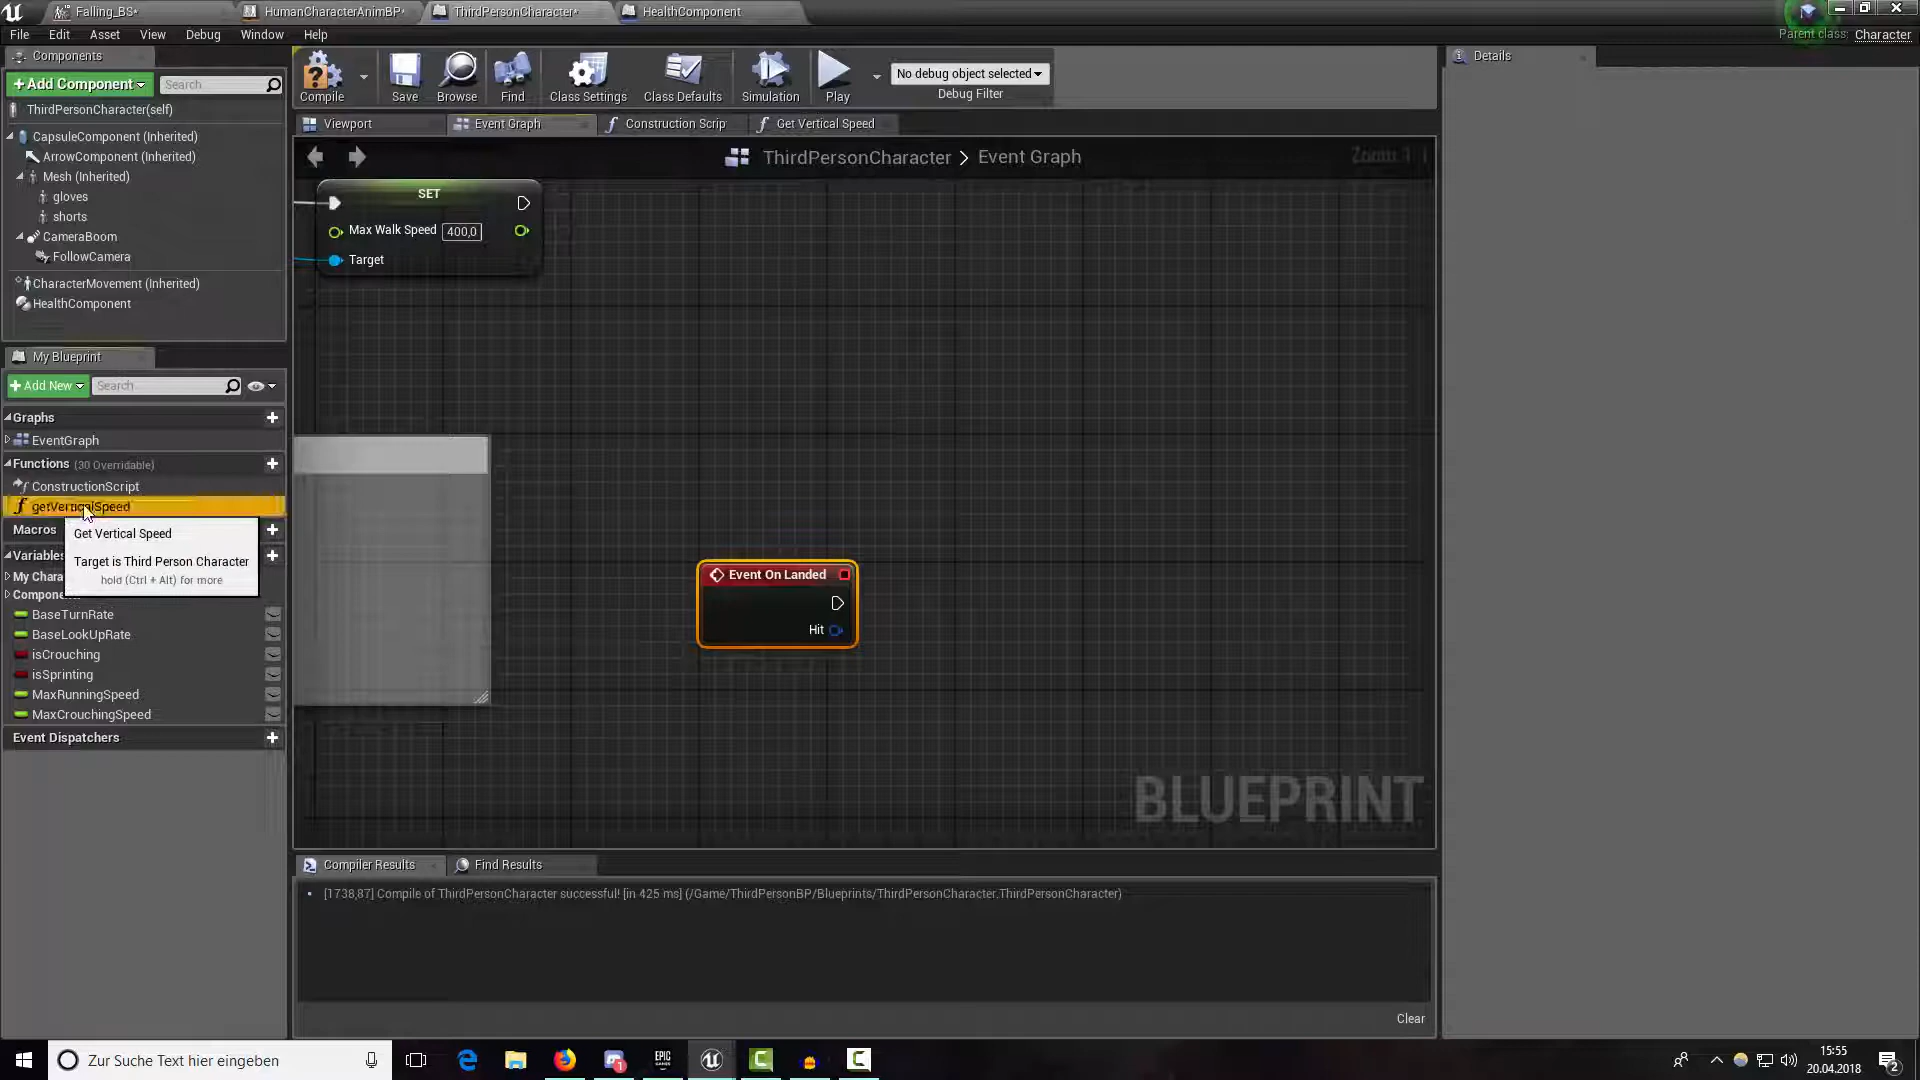 Falling_BS*
HumanCharacterAnimBP*
ThirdPersonCharacter*
HealthComponent
File
Edit
Asset
View
Debug
Window
Help
Parent class:
Character
Components
+Add Component
Search
ThirdPersonCharacter(self)
CapsuleComponent (Inherited)
ArrowComponent (Inherited)
Mesh (Inherited)
gloves
shorts
CameraBoom
FollowCamera
CharacterMovement (Inherited)
HealthComponent
Compile
Save
Browse
Find
Class Settings
Class Defaults
Simulation
Play
No debug object selected
Debug Filter
Details
Viewport
Event Graph
Construction Scrip
Get Vertical Speed
ThirdPersonCharacter > Event Graph
Zoom 1:1
SET
Max Walk Speed 400,0
Target
My Blueprint
+Add New
Search
Graphs
EventGraph
Functions (30 Overridable)
ConstructionScript
getVerticalSpeed
Macros
Get Vertical Speed
Target is Third Person Character
hold (Ctrl + Alt) for more
Variables
My Chara
Compone
BaseTurnRate
BaseLookUpRate
isCrouching
isSprinting
MaxRunningSpeed
MaxCrouchingSpeed
Event Dispatchers
Event On Landed
Hit
BLUEPRINT
Compiler Results
Find Results
[1738,87] Compile of ThirdPersonCharacter successful! [in 425 ms] (/Game/ThirdPersonBP/Blueprints/ThirdPersonCharacter.ThirdPersonCharacter)
Clear
Zur Suche Text hier eingeben
EPIC
GAMES
1
15:55
20.04.2018
2